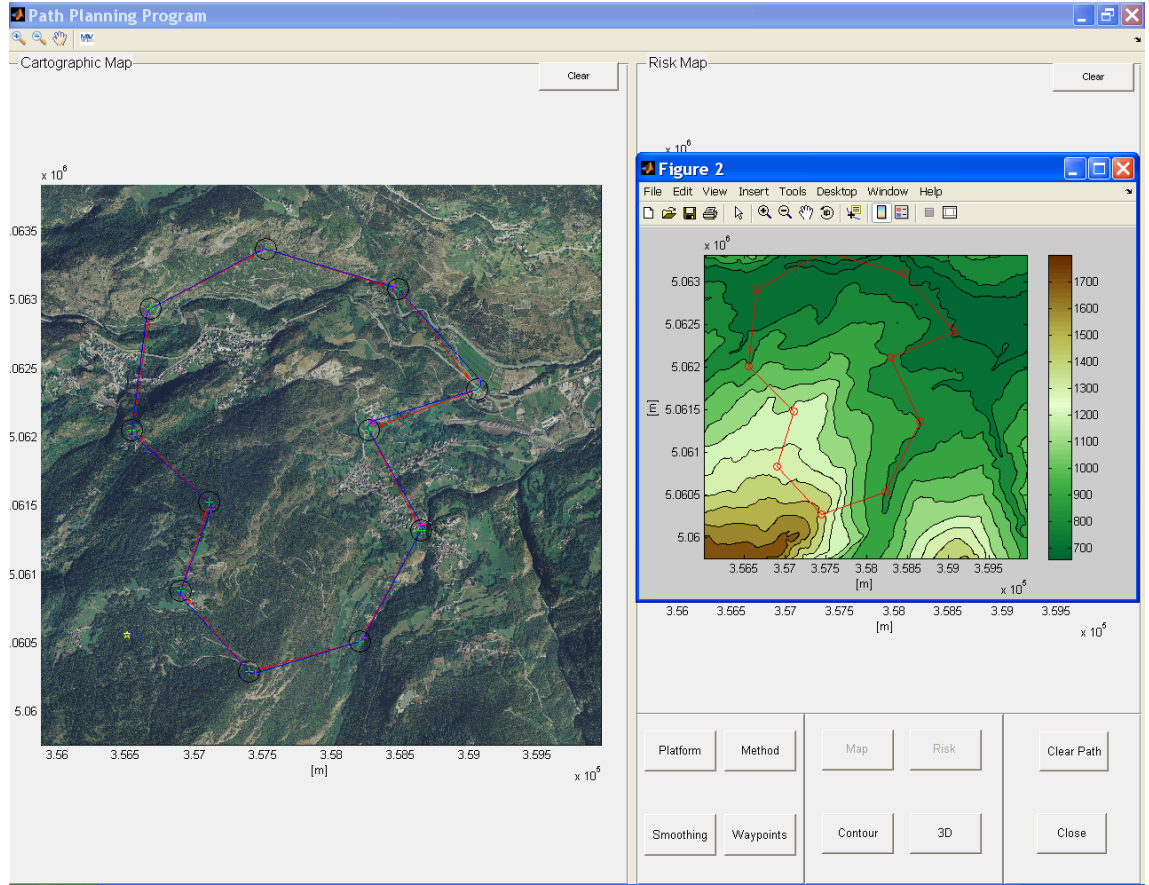 Path Planning Program
Cartographic Map
Clear
x 10^6
.0635
5.063
.0625
5.062
.0615
5.061
.0605
5.06
3.56
3.565
3.57
3.575
3.58
3.585
3.59
3.595
[m]
x 10^5
Risk Map
Clear
x 10^6
Figure 2
File Edit View Insert Tools Desktop Window Help
x 10^6
5.063
5.0625
5.062
5.0615
5.061
5.0605
5.06
[m]
3.565 3.57 3.575 3.58 3.585 3.59 3.595
[m]
x 10^5
1700
1600
1500
1400
1300
1200
1100
1000
900
800
700
3.56 3.565 3.57 3.575 3.58 3.585 3.59 3.595
[m]
x 10^5
Platform Method Map Risk Clear Path
Smoothing Waypoints Contour 3D Close